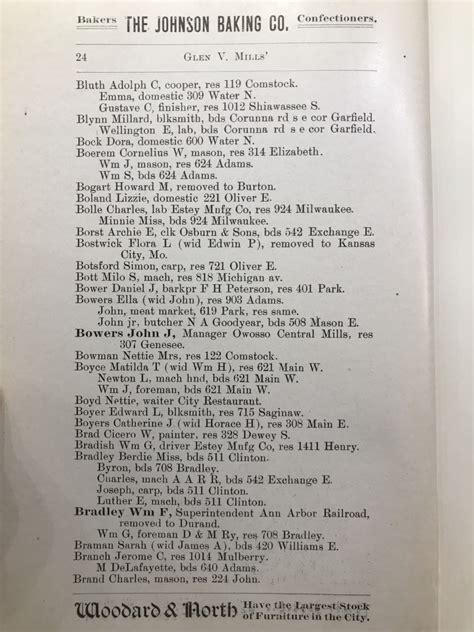 Bakers THE JOHNSON BAKING CO. Confectioners.
24 GLEN V. MILLS'
Bluth Adolph C, cooper, res 119 Comstock.
Emma, domestic 309 Water N.
Gustave C, finisher, res 1012 Shiawassee S.
Blynn Millard, blksmith, bds Corunna rd s e cor Garfield.
Wellington E, lab, bds Corunna rd s e cor Garfield.
Bock Dora, domestic 600 Water N.
Boerem Cornelius W, mason, res 314 Elizabeth.
Wm J, mason, res 624 Adams.
Wm S, bds 624 Adams.
Bogart Howard M, removed to Burton.
Boland Lizzie, domestic 221 Oliver E.
Bolle Charles, lab Estey Mnfg Co, res 924 Milwaukee.
Minnie Miss, bds 924 Milwaukee.
Borst Archie E, clk Osburn & Sons, bds 542 Exchange E.
Bostwick Flora L (wid Edwin P), removed to Kansas
City, Mo.
Botsford Simon, carp, res 721 Oliver E.
Bott Milo S, mach, res 818 Michigan av.
Bower Daniel J, barkpr F H Peterson, res 401 Park.
Bowers Ella (wid John), res 903 Adams.
John, meat market, 619 Park, res same.
John jr, butcher N A Goodyear, bds 508 Mason E.
Bowers John J, Manager Owosso Central Mills, res
307 Genesee.
Bowman Nettie Mrs, res 122 Comstock.
Boyce Matilda T (wid Wm H), res 621 Main W.
Newton L, mach hnd, bds 621 Main W.
Wm J, foreman, bds 621 Main W.
Boyd Nettie, waiter City Restaurant.
Boyer Edward L, blksmith, res 715 Saginaw.
Boyers Catherine J (wid Horace H), res 308 Main E.
Brad Cicero W, painter, res 328 Dewey S.
Bradish Wm G, driver Estey Mnfg Co, res 1411 Henry.
Bradley Berdie Miss, bds 511 Clinton.
Byron, bds 708 Bradley.
Charles, mach A A R R, bds 542 Exchange E.
Joseph, carp, bds 511 Clinton.
Luther E, mach, bds 511 Clinton.
Bradley Wm F, Superintendent Ann Arbor Railroad,
removed to Durand.
Wm G, foreman D & M Ry, res 708 Bradley.
Braman Sarah (wid James A), bds 420 Williams E.
Branch Jerome C, res 1014 Mulberry.
M DeLafayette, bds 640 Adams.
Brand Charles, mason, res 224 John.
Woodard & North Have the Largest Stock
of Furniture in the City.